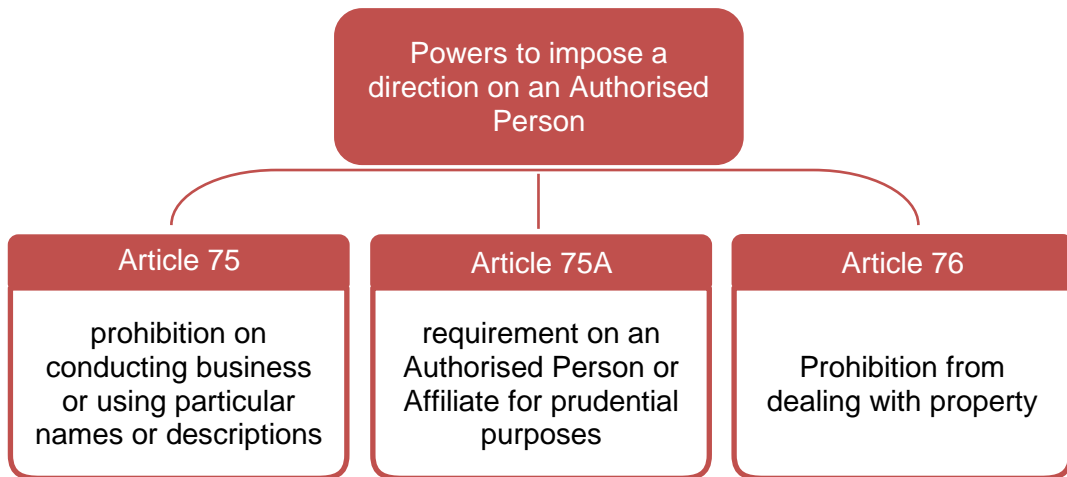 Powers to impose a
direction on an Authorised
Person
Article 75
prohibition on
conducting business
or using particular
names or descriptions
Article 75A
requirement on an
Authorised Person or
Affiliate for prudential
purposes
Article 76
Prohibition from
dealing with property